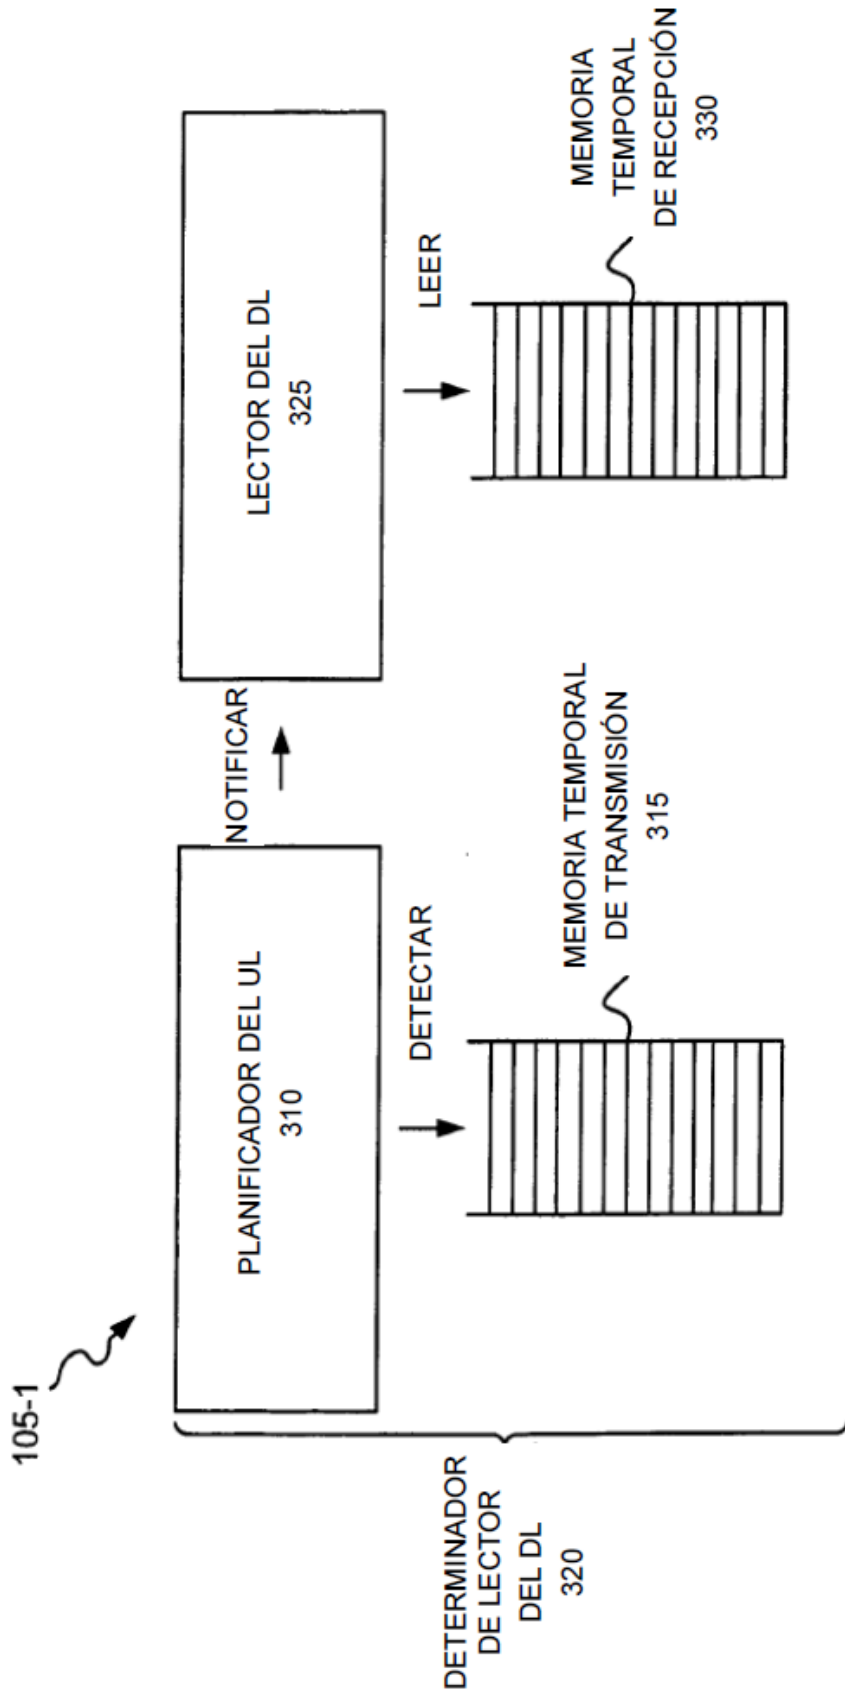 105-1
PLANIFICADOR DEL UL
310
NOTIFICAR
LECTOR DEL DL
325
DETECTAR
LEER
DETERMINADOR
DE LECTOR
DEL DL
320
MEMORIA TEMPORAL
DE TRANSMISIÓN
315
MEMORIA
TEMPORAL
DE RECEPCIÓN
330